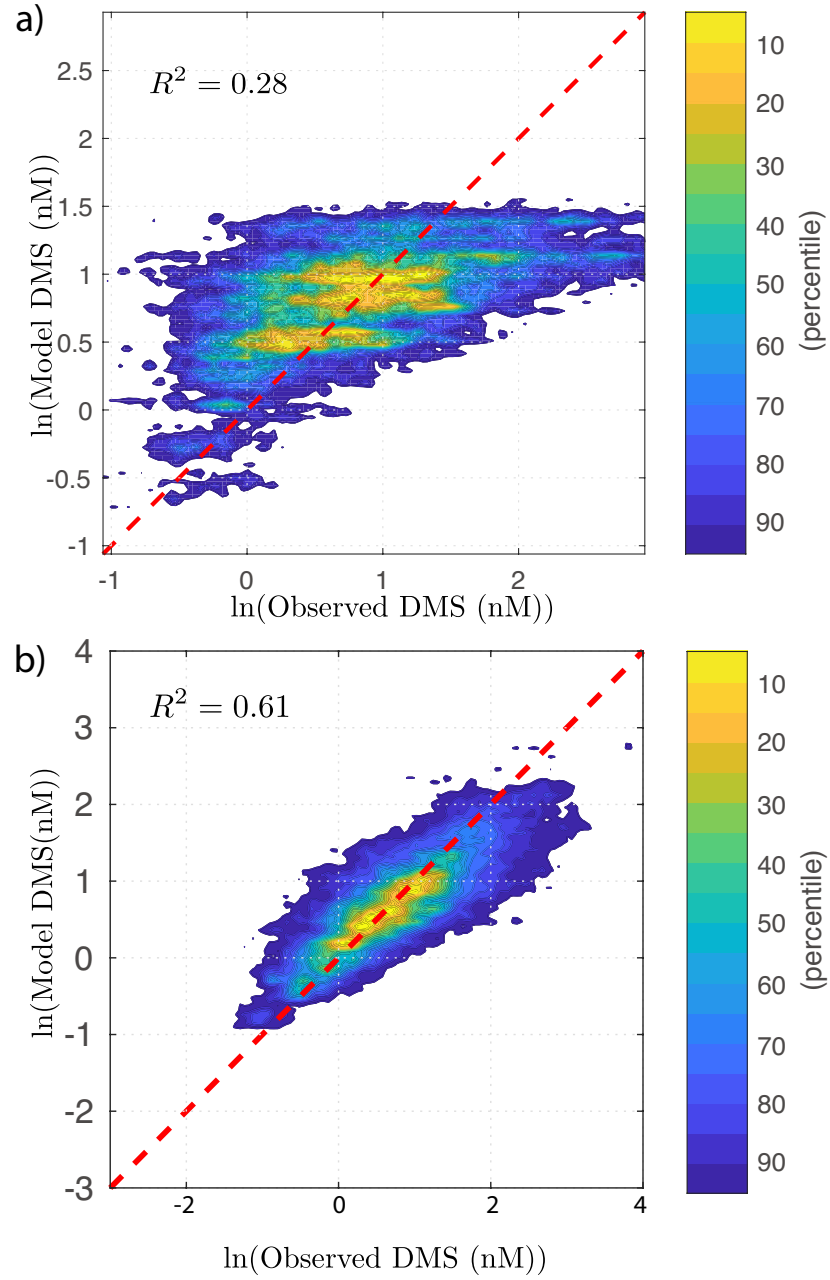 a)
R² = 0.28
ln(Model DMS (nM))
2.5
2
1.5
1
0.5
0
-0.5
-1
-1 0 1 2
ln(Observed DMS (nM))
10
20
30
40
50
60
70
80
90
(percentile)
b)
R² = 0.61
ln(Model DMS(nM))
4
3
2
1
0
-1
-2
-3
-2 0 2 4
ln(Observed DMS (nM))
10
20
30
40
50
60
70
80
90
(percentile)